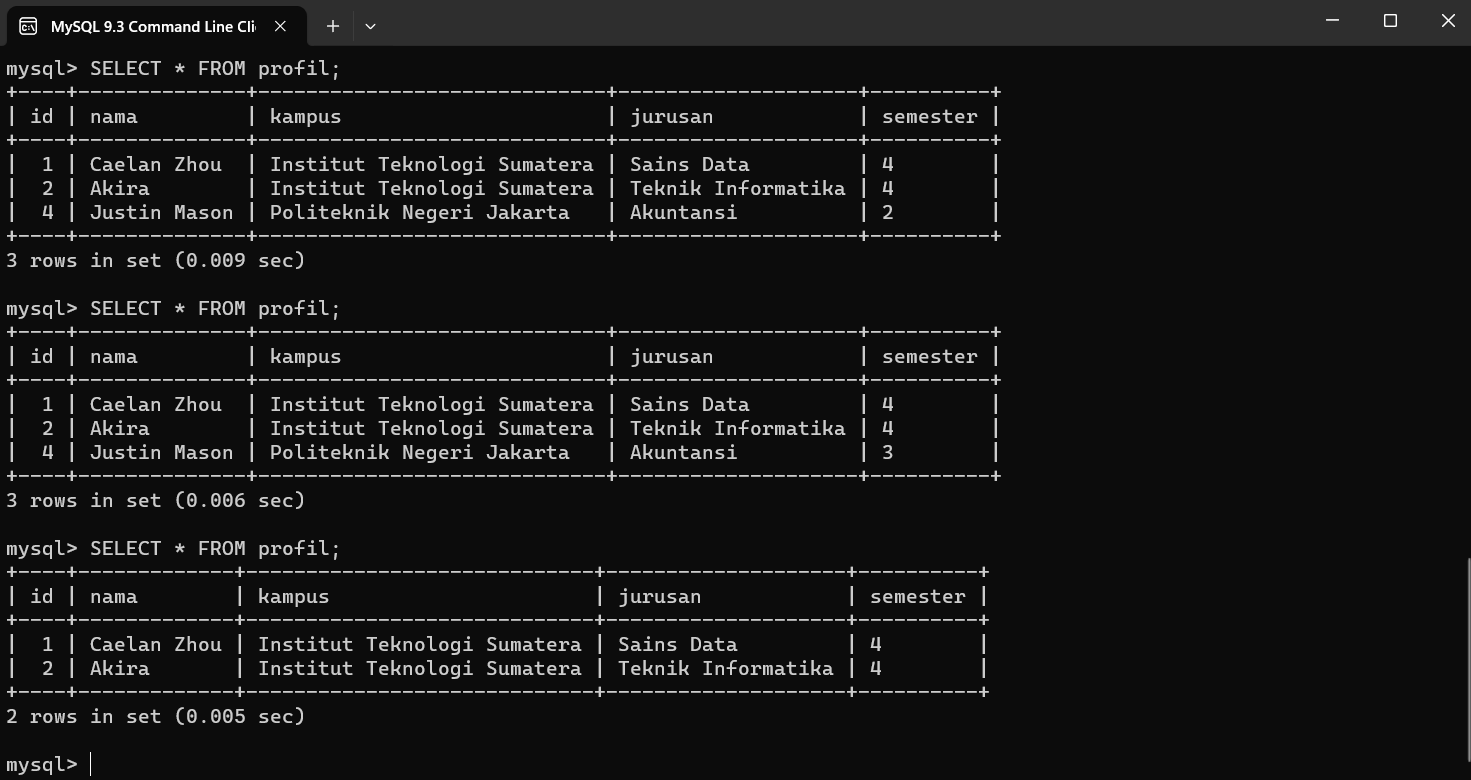 MySQL 9.3 Command Line Cli
mysql> SELECT * FROM profil;
+----+--------------+-----------------------------+--------------------+----------+
| id | nama         | kampus                      | jurusan            | semester |
+----+--------------+-----------------------------+--------------------+----------+
|  1 | Caelan Zhou  | Institut Teknologi Sumatera | Sains Data         | 4        |
|  2 | Akira        | Institut Teknologi Sumatera | Teknik Informatika | 4        |
|  4 | Justin Mason | Politeknik Negeri Jakarta   | Akuntansi          | 2        |
+----+--------------+-----------------------------+--------------------+----------+
3 rows in set (0.009 sec)
mysql> SELECT * FROM profil;
+----+--------------+-----------------------------+--------------------+----------+
| id | nama         | kampus                      | jurusan            | semester |
+----+--------------+-----------------------------+--------------------+----------+
|  1 | Caelan Zhou  | Institut Teknologi Sumatera | Sains Data         | 4        |
|  2 | Akira        | Institut Teknologi Sumatera | Teknik Informatika | 4        |
|  4 | Justin Mason | Politeknik Negeri Jakarta   | Akuntansi          | 3        |
+----+--------------+-----------------------------+--------------------+----------+
3 rows in set (0.006 sec)
mysql> SELECT * FROM profil;
+----+-------------+-----------------------------+--------------------+----------+
| id | nama        | kampus                      | jurusan            | semester |
+----+-------------+-----------------------------+--------------------+----------+
|  1 | Caelan Zhou | Institut Teknologi Sumatera | Sains Data         | 4        |
|  2 | Akira       | Institut Teknologi Sumatera | Teknik Informatika | 4        |
+----+-------------+-----------------------------+--------------------+----------+
2 rows in set (0.005 sec)
mysql>